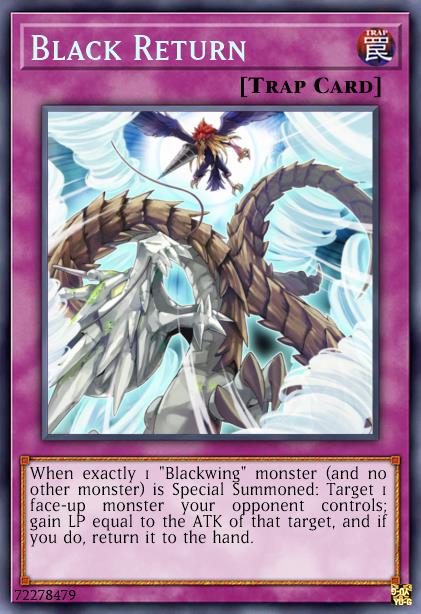 Black Return
TRAP
罠
[Trap Card]
When exactly 1 "Blackwing" monster (and no
other monster) is Special Summoned: Target 1
face-up monster your opponent controls;
gain LP equal to the ATK of that target, and if
you do, return it to the hand.
72278479